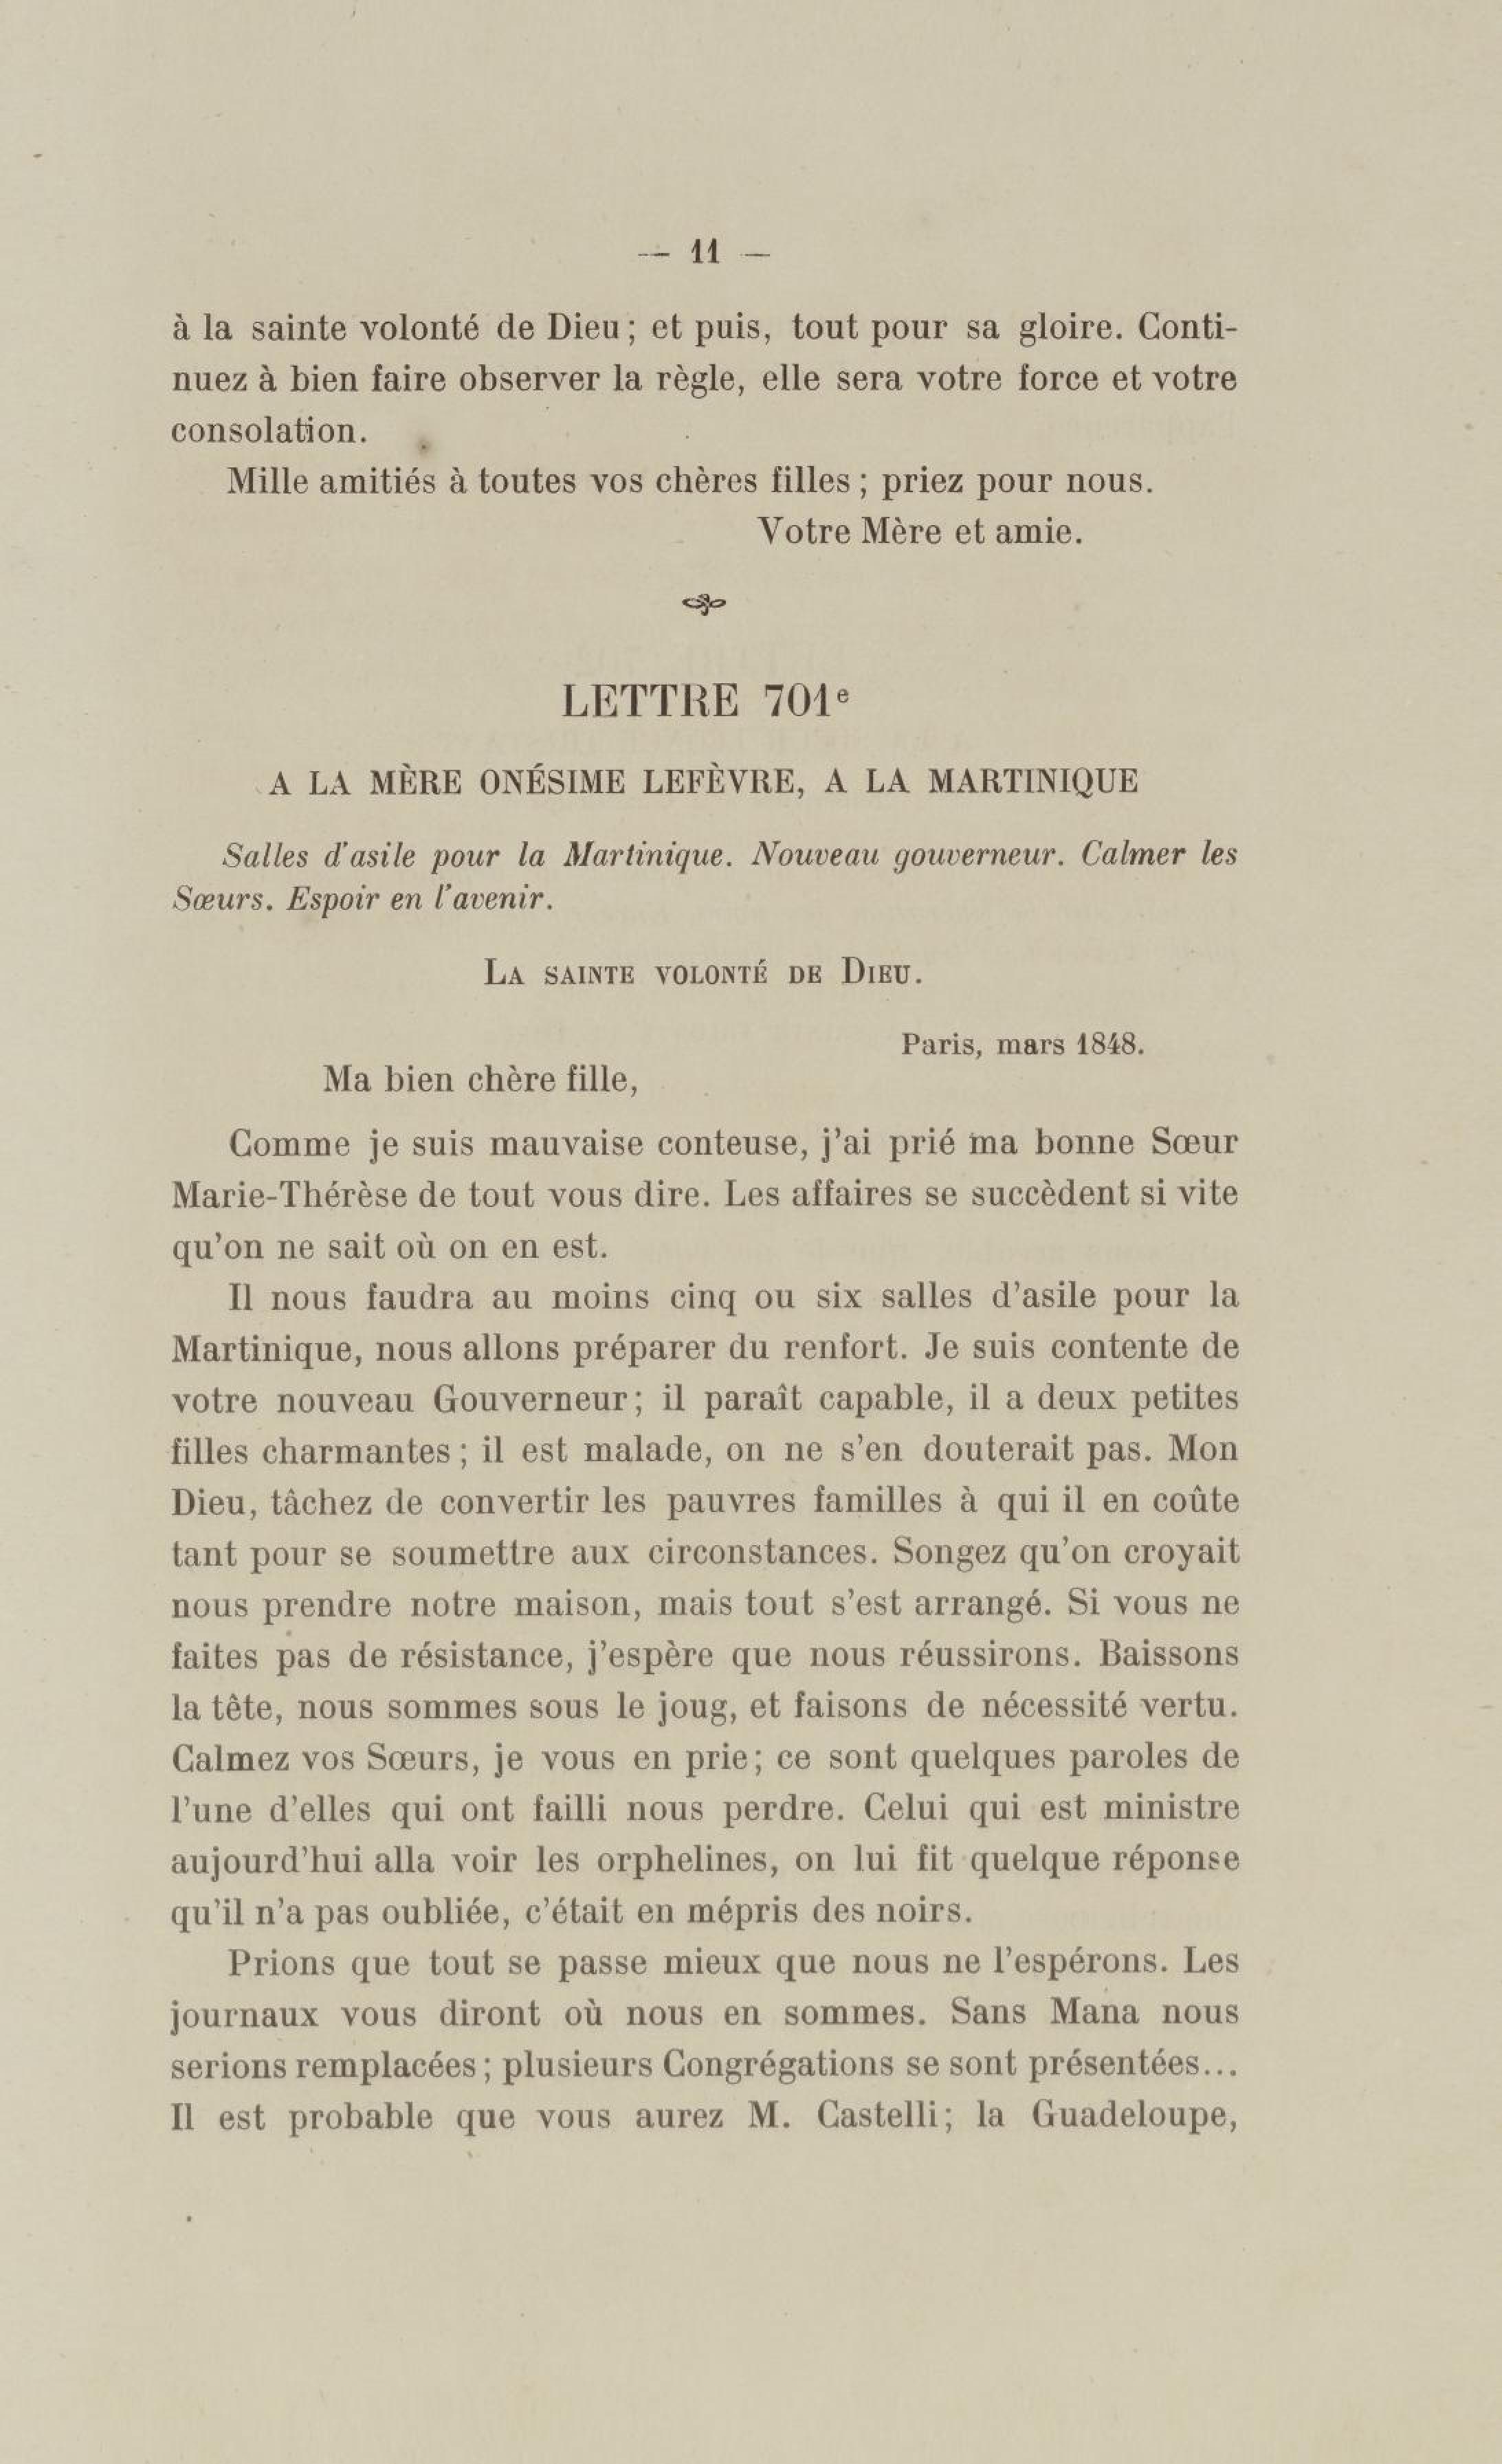 — 11 —
à la sainte volonté de Dieu ; et puis, tout pour sa gloire. Conti-
nuez à bien faire observer la règle, elle sera votre force et votre
consolation.
Mille amitiés à toutes vos chères filles ; priez pour nous.
Votre Mère et amie.
LETTRE 701e
A LA MÈRE ONÉSIME LEFÈVRE, A LA MARTINIQUE
Salles d'asile pour la Martinique. Nouveau gouverneur. Calmer les
Sœurs. Espoir en l'avenir.
LA SAINTE VOLONTÉ DE DIEU.
Paris, mars 1848.
Ma bien chère fille,
Comme je suis mauvaise conteuse, j'ai prié ma bonne Sœur
Marie-Thérèse de tout vous dire. Les affaires se succèdent si vite
qu'on ne sait où on en est.
Il nous faudra au moins cinq ou six salles d'asile pour la
Martinique, nous allons préparer du renfort. Je suis contente de
votre nouveau Gouverneur ; il paraît capable, il a deux petites
filles charmantes ; il est malade, on ne s'en douterait pas. Mon
Dieu, tâchez de convertir les pauvres familles à qui il en coûte
tant pour se soumettre aux circonstances. Songez qu'on croyait
nous prendre notre maison, mais tout s'est arrangé. Si vous ne
faites pas de résistance, j'espère que nous réussirons. Baissons
la tête, nous sommes sous le joug, et faisons de nécessité vertu.
Calmez vos Sœurs, je vous en prie ; ce sont quelques paroles de
l'une d'elles qui ont failli nous perdre. Celui qui est ministre
aujourd'hui alla voir les orphelines, on lui fit quelque réponse
qu'il n'a pas oubliée, c'était en mépris des noirs.
Prions que tout se passe mieux que nous ne l'espérons. Les
journaux vous diront où nous en sommes. Sans Mana nous
serions remplacées ; plusieurs Congrégations se sont présentées...
Il est probable que vous aurez M. Castelli ; la Guadeloupe,